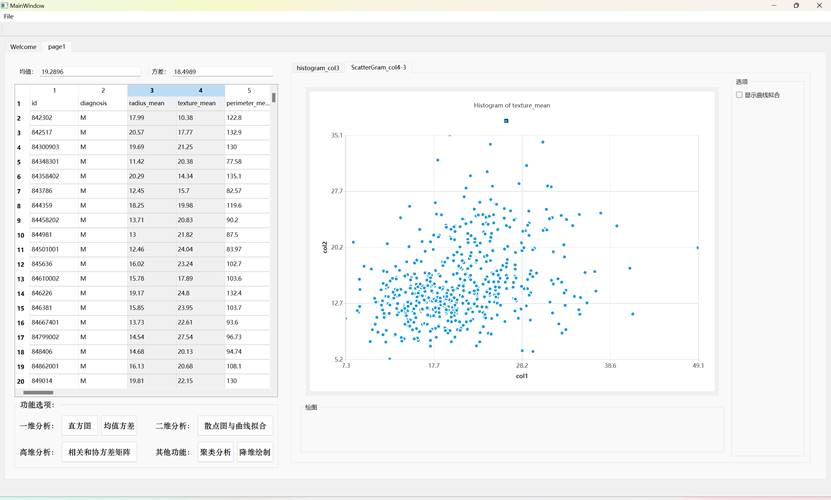 MainWindow
File
Welcome page1
均值: 19.2896 方差: 18.4989
1 2 3 4 5
1 id diagnosis radius_mean texture_mean perimeter_me...
2 842302 M 17.99 10.38 122.8
3 842517 M 20.57 17.77 132.9
4 84300903 M 19.69 21.25 130
5 84348301 M 11.42 20.38 77.58
6 84358402 M 20.29 14.34 135.1
7 843786 M 12.45 15.7 82.57
8 844359 M 18.25 19.98 119.6
9 84458202 M 13.71 20.83 90.2
10 844981 M 13 21.82 87.5
11 84501001 M 12.46 24.04 83.97
12 845636 M 16.02 23.24 102.7
13 84610002 M 15.78 17.89 103.6
14 846226 M 19.17 24.8 132.4
15 846381 M 15.85 23.95 103.7
16 84667401 M 13.73 22.61 93.6
17 84799002 M 14.54 27.54 96.73
18 848406 M 14.68 20.13 94.74
19 84862001 M 16.13 20.68 108.1
20 849014 M 19.81 22.15 130
功能选项:
一维分析: 直方图 均值方差 二维分析: 散点图与曲线拟合
高维分析: 相关和协方差矩阵 其他功能: 聚类分析 降维绘制
histogram_col3 ScatterGram_col4-3
Histogram of texture_mean
35.1
27.7
20.2
12.7
5.2
col2
7.3 17.7 28.2 38.6 49.1
col1
绘图
选项
显示曲线拟合